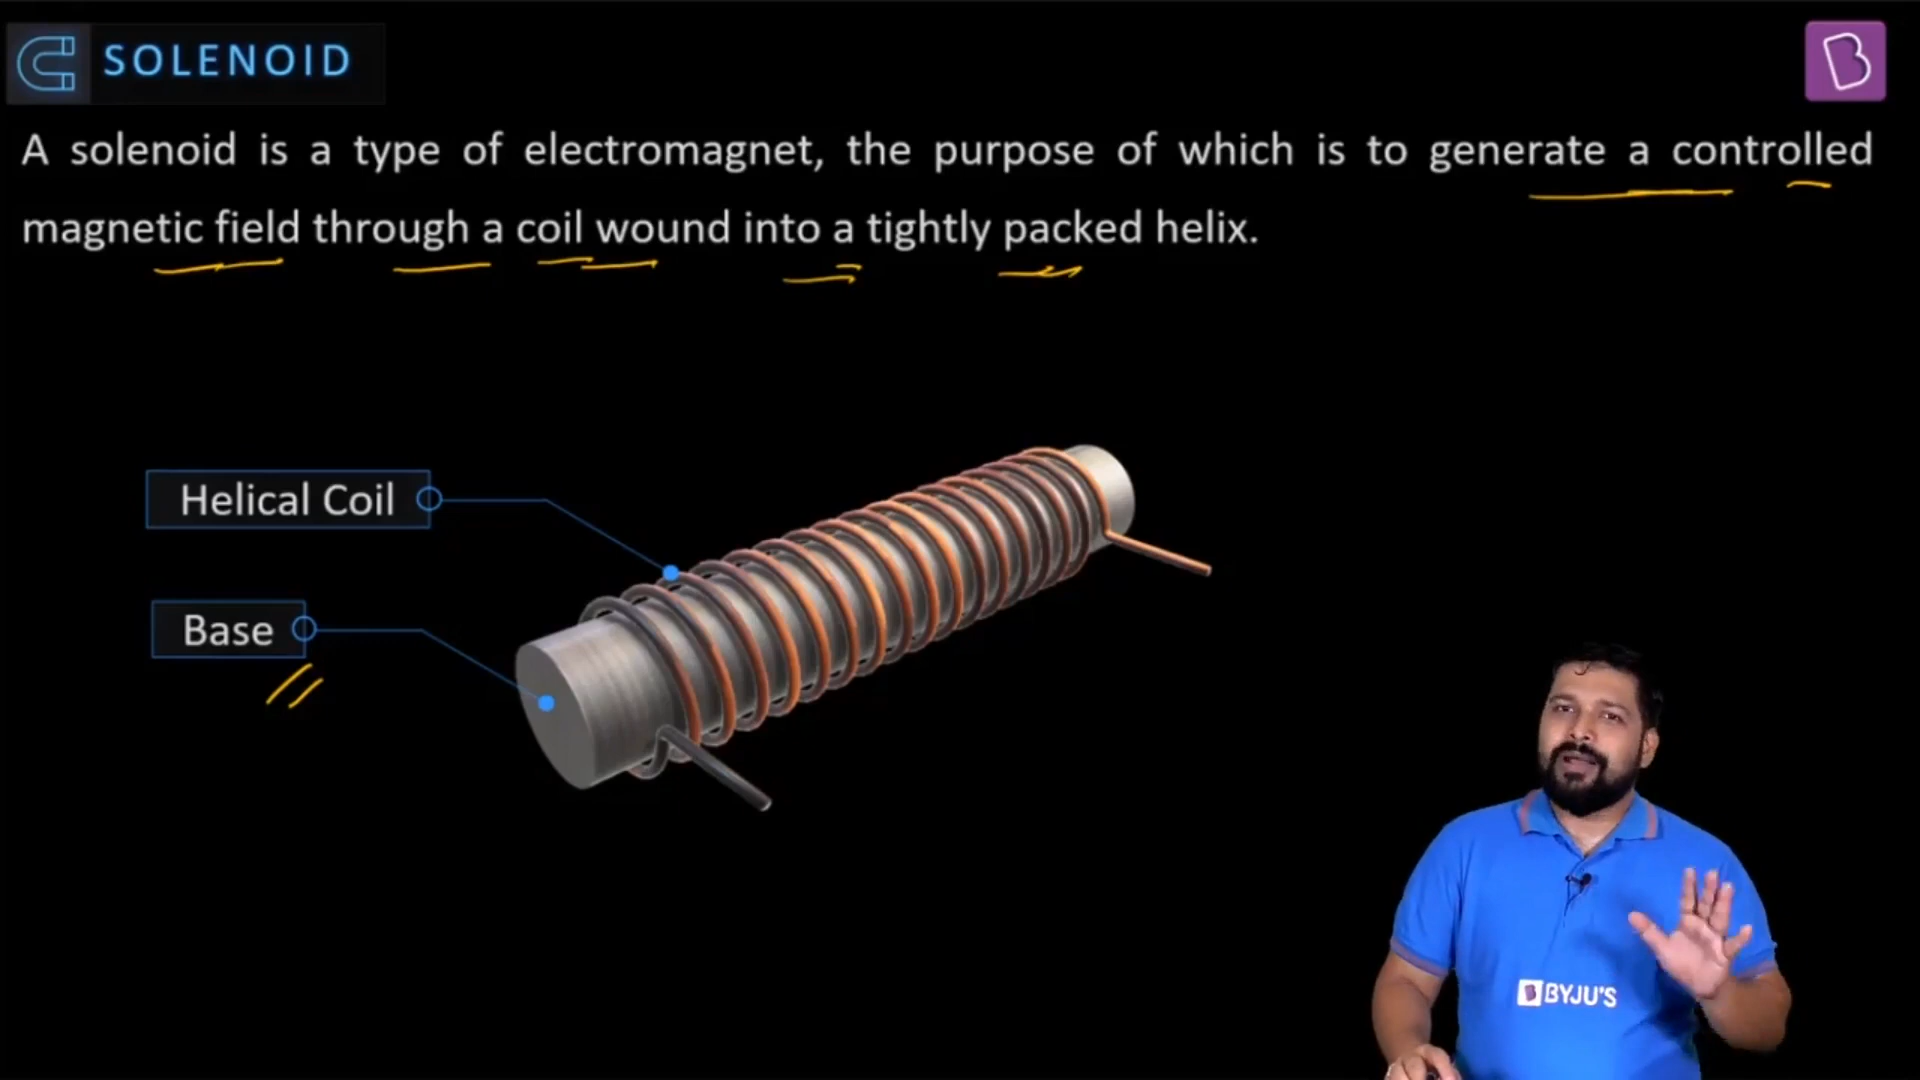 SOLENOID
A solenoid is a type of electromagnet, the purpose of which is to generate a controlled
magnetic field through a coil wound into a tightly packed helix.
Helical Coil
Base
BYJU'S